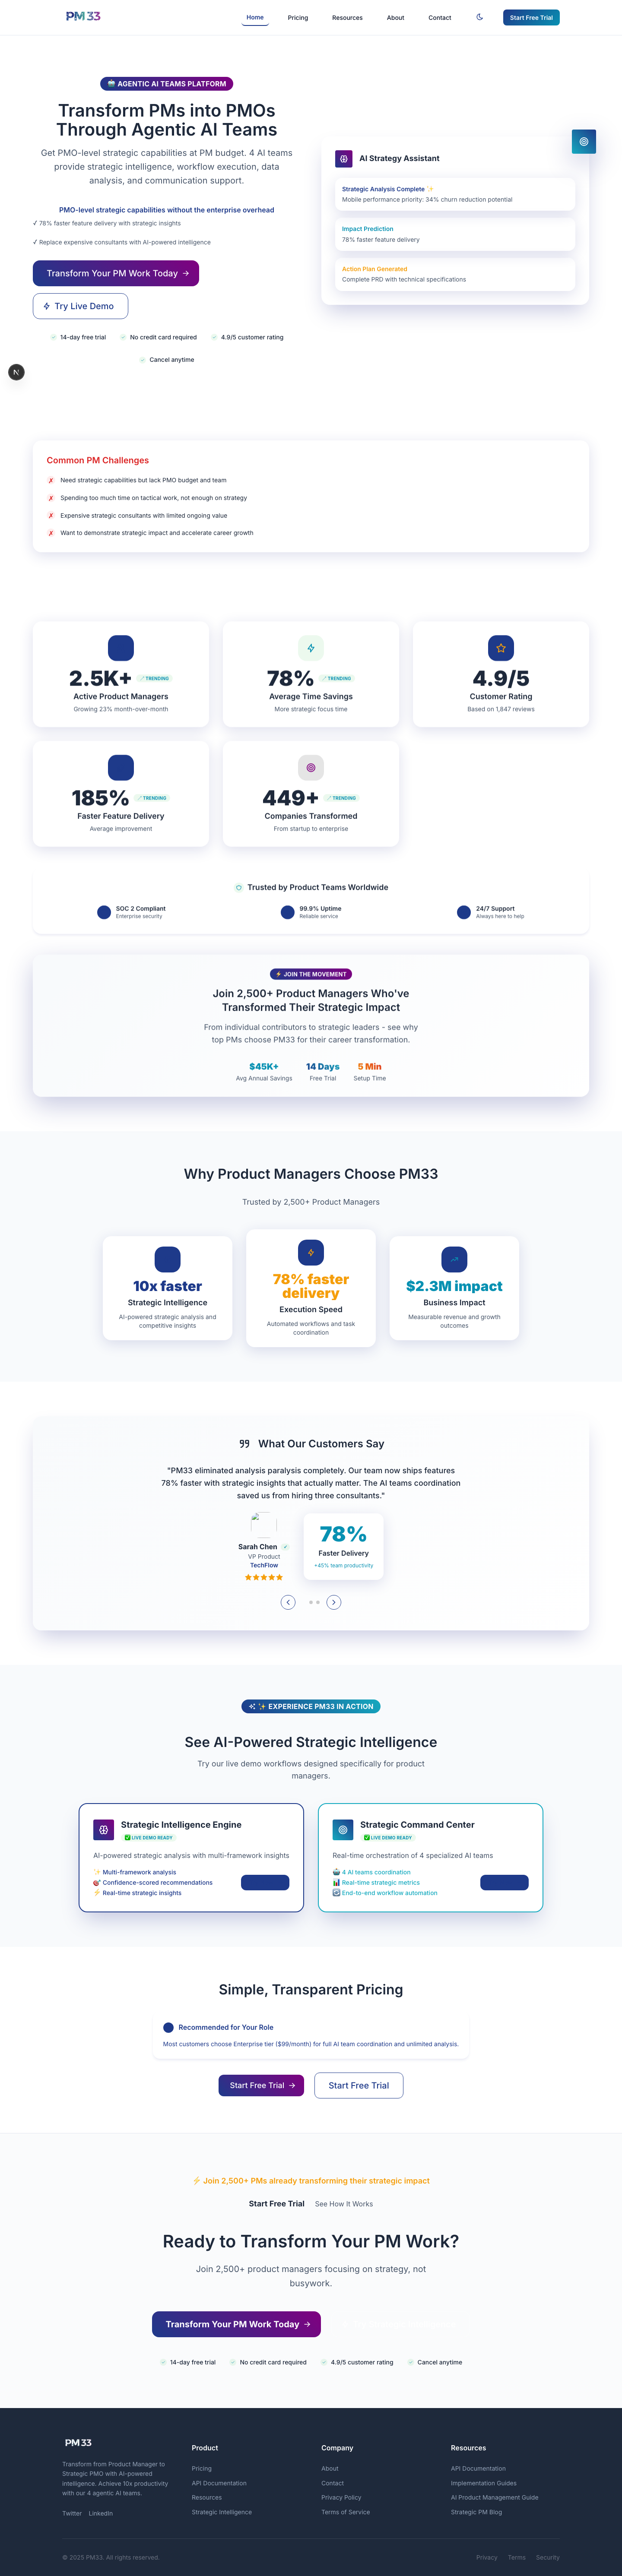 PM 33
Home
Pricing
Resources
About
Contact
Start Free Trial
🤖 AGENTIC AI TEAMS PLATFORM
Transform PMs into PMOs
Through Agentic AI Teams
Get PMO-level strategic capabilities at PM budget. 4 AI teams
provide strategic intelligence, workflow execution, data
analysis, and communication support.
PMO-level strategic capabilities without the enterprise overhead
✓ 78% faster feature delivery with strategic insights
✓ Replace expensive consultants with AI-powered intelligence
Transform Your PM Work Today →
Try Live Demo
14-day free trial
No credit card required
4.9/5 customer rating
Cancel anytime
AI Strategy Assistant
Strategic Analysis Complete ✨
Mobile performance priority: 34% churn reduction potential
Impact Prediction
78% faster feature delivery
Action Plan Generated
Complete PRD with technical specifications
N
Common PM Challenges
✗ Need strategic capabilities but lack PMO budget and team
✗ Spending too much time on tactical work, not enough on strategy
✗ Expensive strategic consultants with limited ongoing value
✗ Want to demonstrate strategic impact and accelerate career growth
2.5K+ TRENDING
Active Product Managers
Growing 23% month-over-month
78% TRENDING
Average Time Savings
More strategic focus time
4.9/5
Customer Rating
Based on 1,847 reviews
185% TRENDING
Faster Feature Delivery
Average improvement
449+ TRENDING
Companies Transformed
From startup to enterprise
Trusted by Product Teams Worldwide
SOC 2 Compliant
Enterprise security
99.9% Uptime
Reliable service
24/7 Support
Always here to help
⚡ JOIN THE MOVEMENT
Join 2,500+ Product Managers Who've
Transformed Their Strategic Impact
From individual contributors to strategic leaders - see why
top PMs choose PM33 for their career transformation.
$45K+
Avg Annual Savings
14 Days
Free Trial
5 Min
Setup Time
Why Product Managers Choose PM33
Trusted by 2,500+ Product Managers
10x faster
Strategic Intelligence
AI-powered strategic analysis and
competitive insights
78% faster
delivery
Execution Speed
Automated workflows and task
coordination
$2.3M impact
Business Impact
Measurable revenue and growth
outcomes
What Our Customers Say
"PM33 eliminated analysis paralysis completely. Our team now ships features
78% faster with strategic insights that actually matter. The AI teams coordination
saved us from hiring three consultants."
Sarah Chen ✓
VP Product
TechFlow
78%
Faster Delivery
+45% team productivity
✨ EXPERIENCE PM33 IN ACTION
See AI-Powered Strategic Intelligence
Try our live demo workflows designed specifically for product
managers.
Strategic Intelligence Engine
✅ LIVE DEMO READY
AI-powered strategic analysis with multi-framework insights
✨ Multi-framework analysis
🎯 Confidence-scored recommendations
⚡ Real-time strategic insights
Strategic Command Center
✅ LIVE DEMO READY
Real-time orchestration of 4 specialized AI teams
🤖 4 AI teams coordination
📊 Real-time strategic metrics
🔄 End-to-end workflow automation
Simple, Transparent Pricing
Recommended for Your Role
Most customers choose Enterprise tier ($99/month) for full AI team coordination and unlimited analysis.
Start Free Trial →
Start Free Trial
⚡ Join 2,500+ PMs already transforming their strategic impact
Start Free Trial
See How It Works
Ready to Transform Your PM Work?
Join 2,500+ product managers focusing on strategy, not
busywork.
Transform Your PM Work Today →
14-day free trial
No credit card required
4.9/5 customer rating
Cancel anytime
PM 33
Transform from Product Manager to
Strategic PMO with AI-powered
intelligence. Achieve 10x productivity
with our 4 agentic AI teams.
Twitter
LinkedIn
Product
Pricing
API Documentation
Resources
Strategic Intelligence
Company
About
Contact
Privacy Policy
Terms of Service
Resources
API Documentation
Implementation Guides
AI Product Management Guide
Strategic PM Blog
© 2025 PM33. All rights reserved.
Privacy
Terms
Security